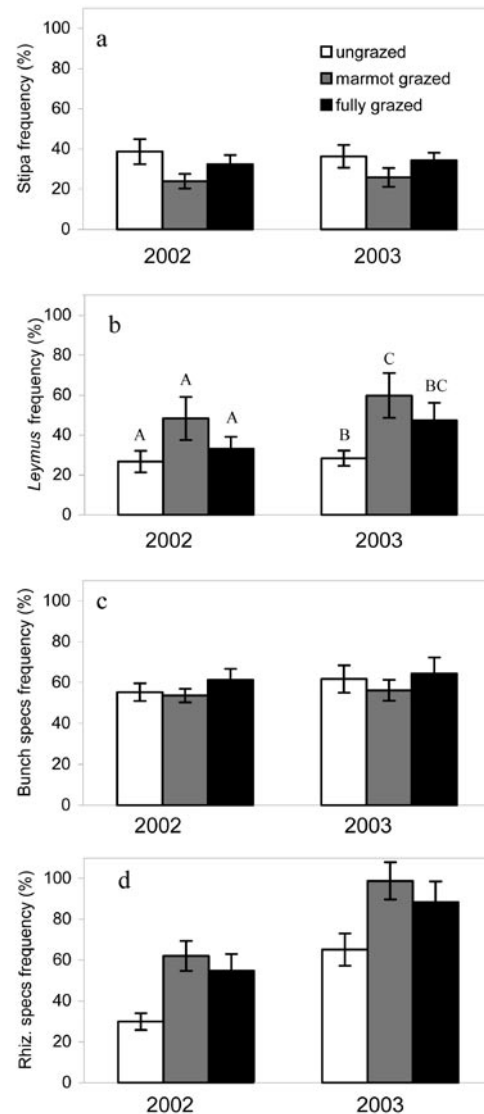 a
Stipa frequency (%)
100
80
60
40
20
0
ungrazed
marmot grazed
fully grazed
2002 2003
b
Leymus frequency (%)
100
80
60
40
20
0
A A A B C BC
2002 2003
c
Bunch specs frequency (%)
100
80
60
40
20
0
2002 2003
d
Rhiz. specs frequency (%)
100
80
60
40
20
0
2002 2003